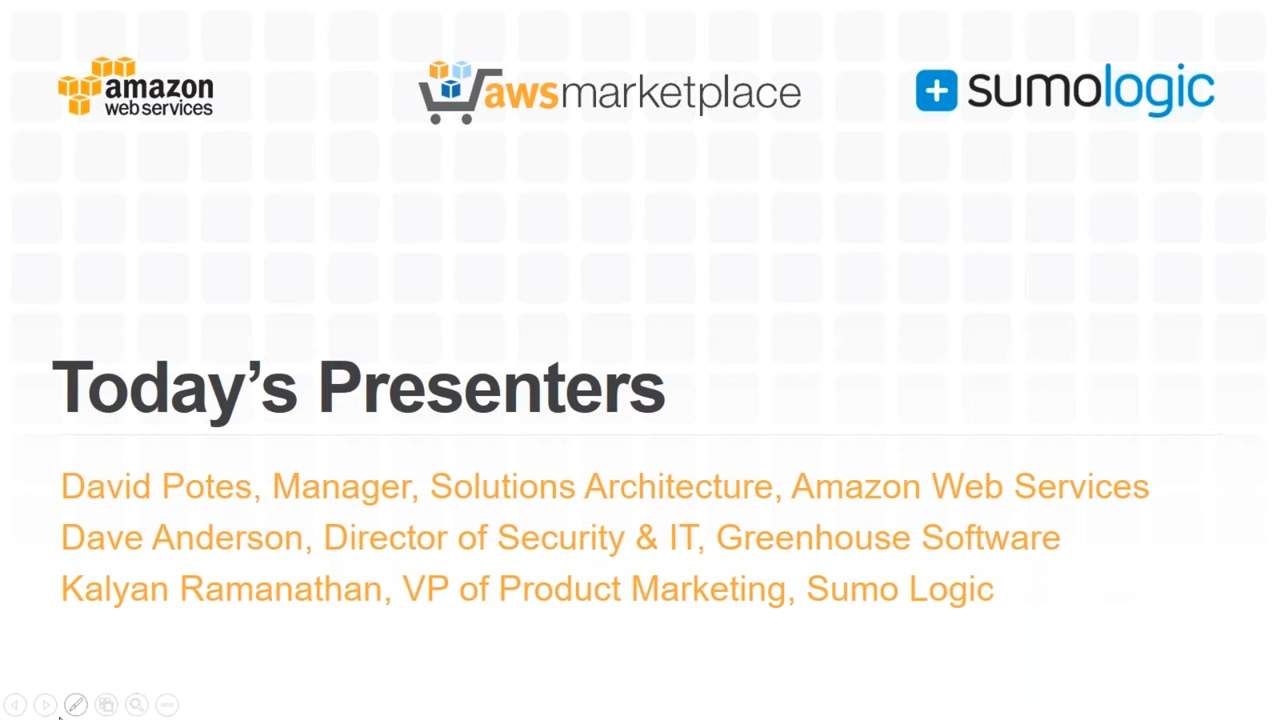 amazon
web services
awsmarketplace
sumologic
Today’s Presenters
David Potes, Manager, Solutions Architecture, Amazon Web Services
Dave Anderson, Director of Security & IT, Greenhouse Software
Kalyan Ramanathan, VP of Product Marketing, Sumo Logic